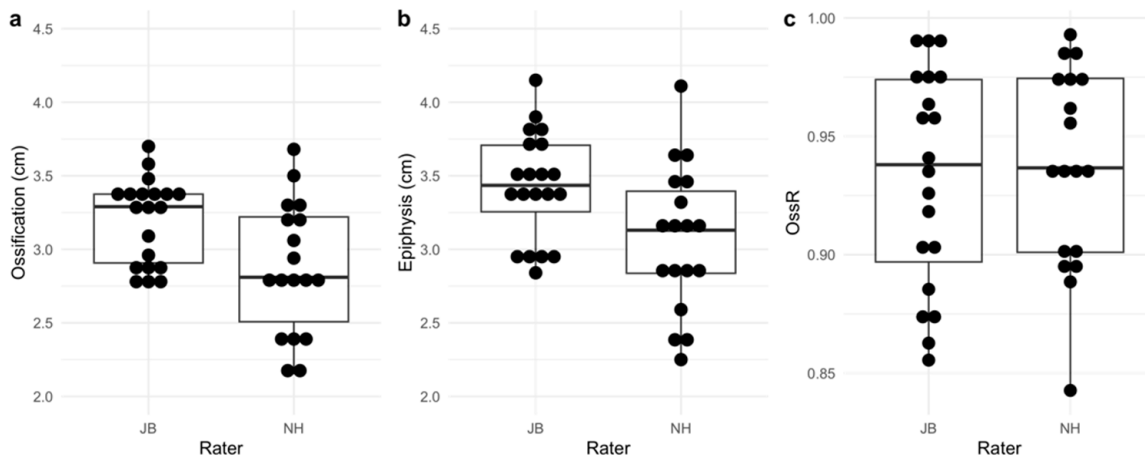 a
4.5
4.0
3.5
3.0
2.5
2.0
Ossification (cm)
JB NH
Rater
b
4.5
4.0
3.5
3.0
2.5
2.0
Epiphysis (cm)
JB NH
Rater
c
1.00
0.95
0.90
0.85
OssR
JB NH
Rater